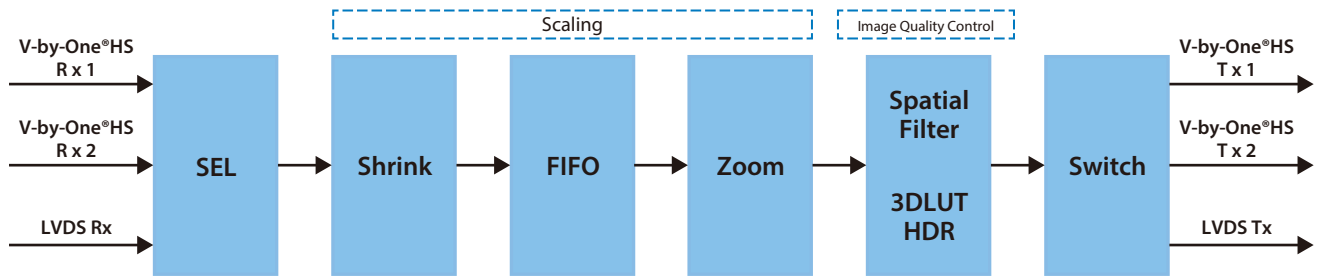 Scaling
Image Quality Control
V-by-One®HS
R x 1
V-by-One®HS
R x 2
LVDS Rx
SEL
Shrink
FIFO
Zoom
Spatial
Filter
3DLUT
HDR
Switch
V-by-One®HS
T x 1
V-by-One®HS
T x 2
LVDS Tx